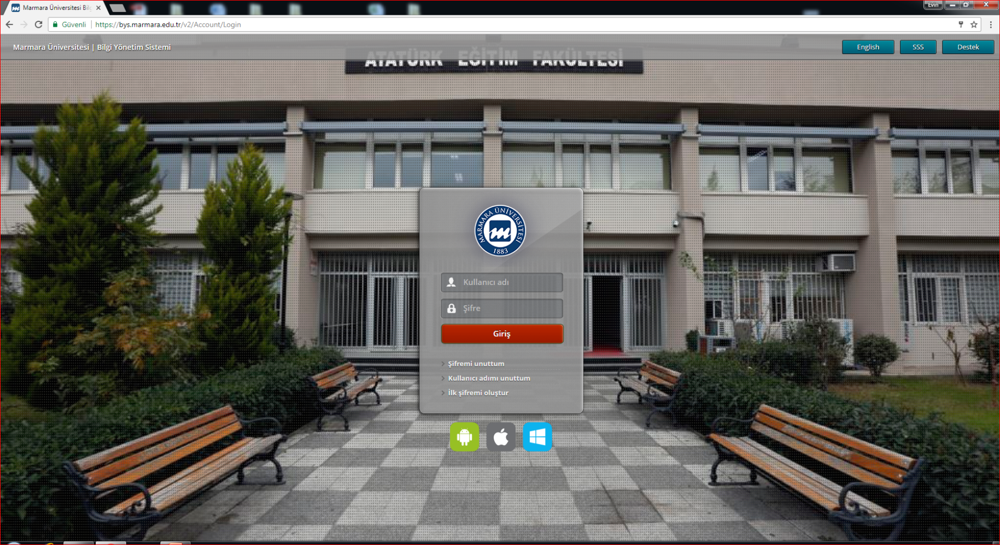 Marmara Üniversitesi Bil
Evin
Güvenli
https://bys.marmara.edu.tr/v2/Account/Login
Marmara Üniversitesi | Bilgi Yönetim Sistemi
English
SSS
Destek
ATATÜRK EĞİTİM FAKÜLTESİ
MARMARA ÜNİVERSİTESİ
1883
Kullanıcı adı
Şifre
Giriş
Şifremi unuttum
Kullanıcı adımı unuttum
İlk şifremi oluştur